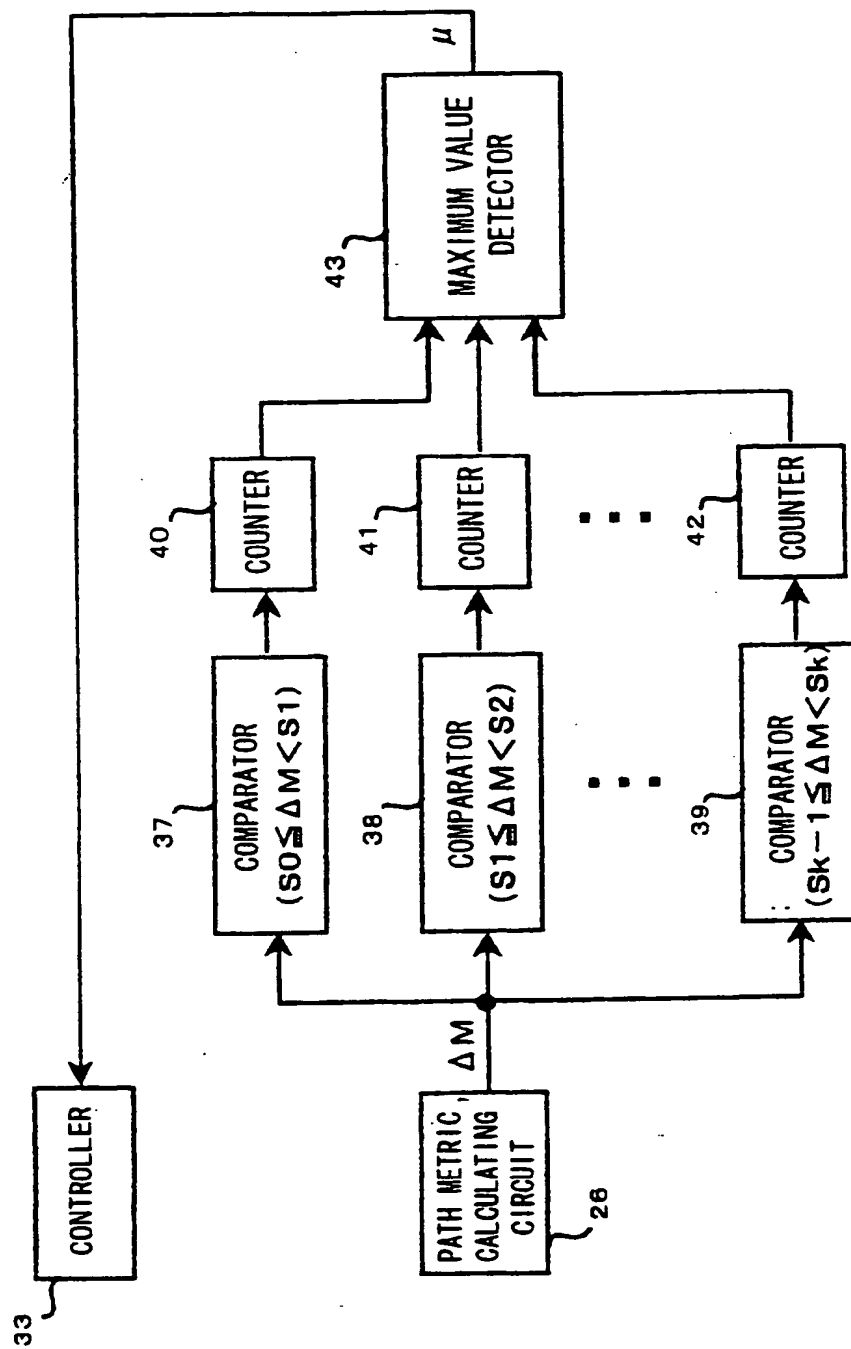 33
CONTROLLER
μ
PATH METRIC,
CALCULATING
CIRCUIT
26
ΔM
37
COMPARATOR
(S0≦ΔM<S1)
40
COUNTER
38
COMPARATOR
(S1≦ΔM<S2)
41
COUNTER
39
COMPARATOR
(Sk-1≦ΔM<Sk)
42
COUNTER
43
MAXIMUM VALUE
DETECTOR